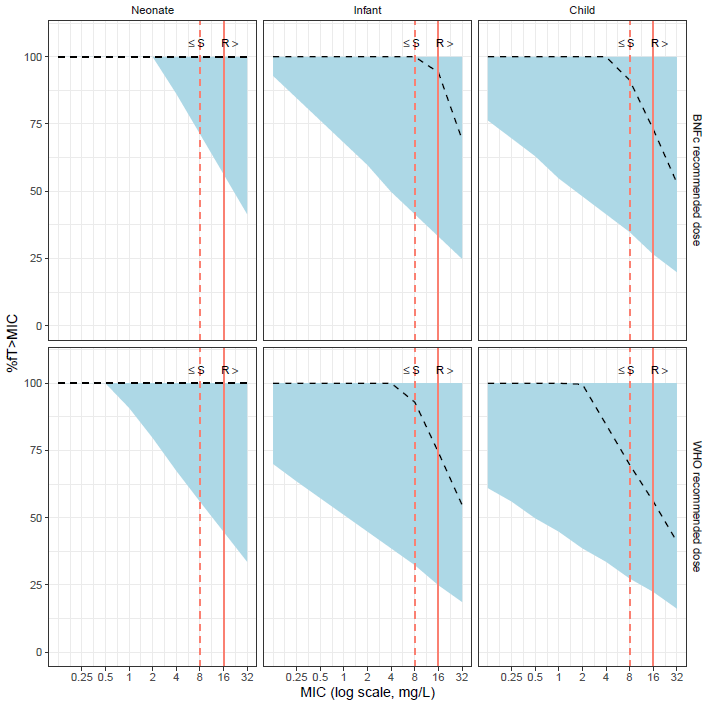 Neonate Infant Child
≤ S R > ≤ S R > ≤ S R >
100
75
50
25
0
BNFc recommended dose
%fT>MIC
≤ S R > ≤ S R > ≤ S R >
100
75
50
25
0
WHO recommended dose
0.25 0.5 1 2 4 8 16 32 0.25 0.5 1 2 4 8 16 32 0.25 0.5 1 2 4 8 16 32
MIC (log scale, mg/L)